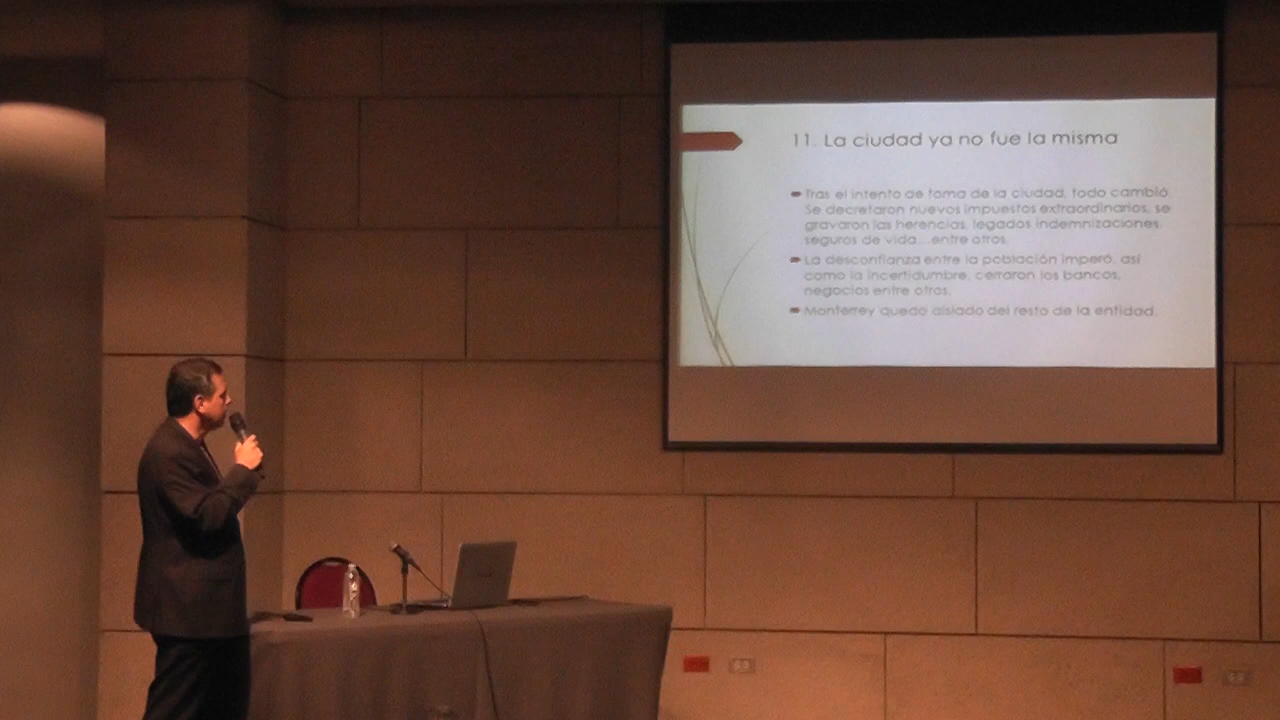 11. La ciudad ya no fue la misma
Tras el intento de toma de la ciudad, todo cambió.
Se decretaron nuevos impuestos extraordinarios, se
gravaron las herencias, legados indemnizaciones,
seguros de vida...entre otros.
La desconfianza entre la población imperó, así
como la incertidumbre, cerraron los bancos,
negocios entre otros.
Monterrey quedo aislado del resto de la entidad.